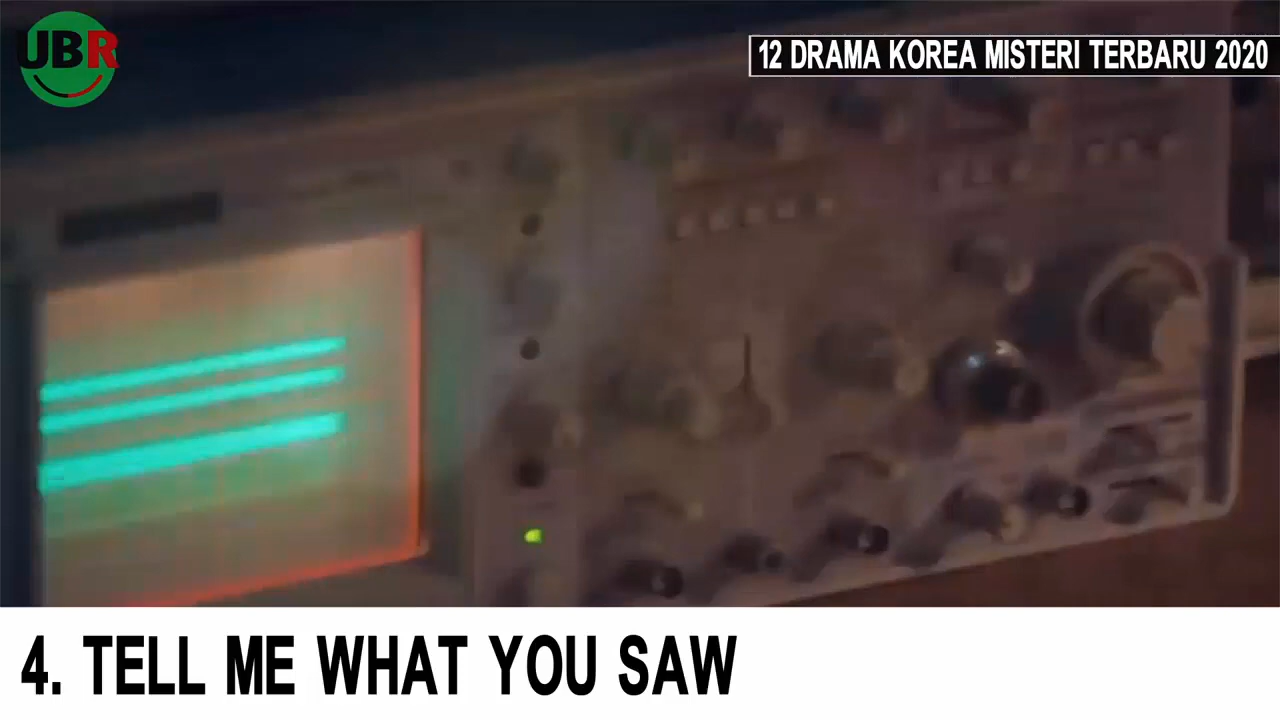 UBR
12 DRAMA KOREA MISTERI TERBARU 2020
4. TELL ME WHAT YOU SAW